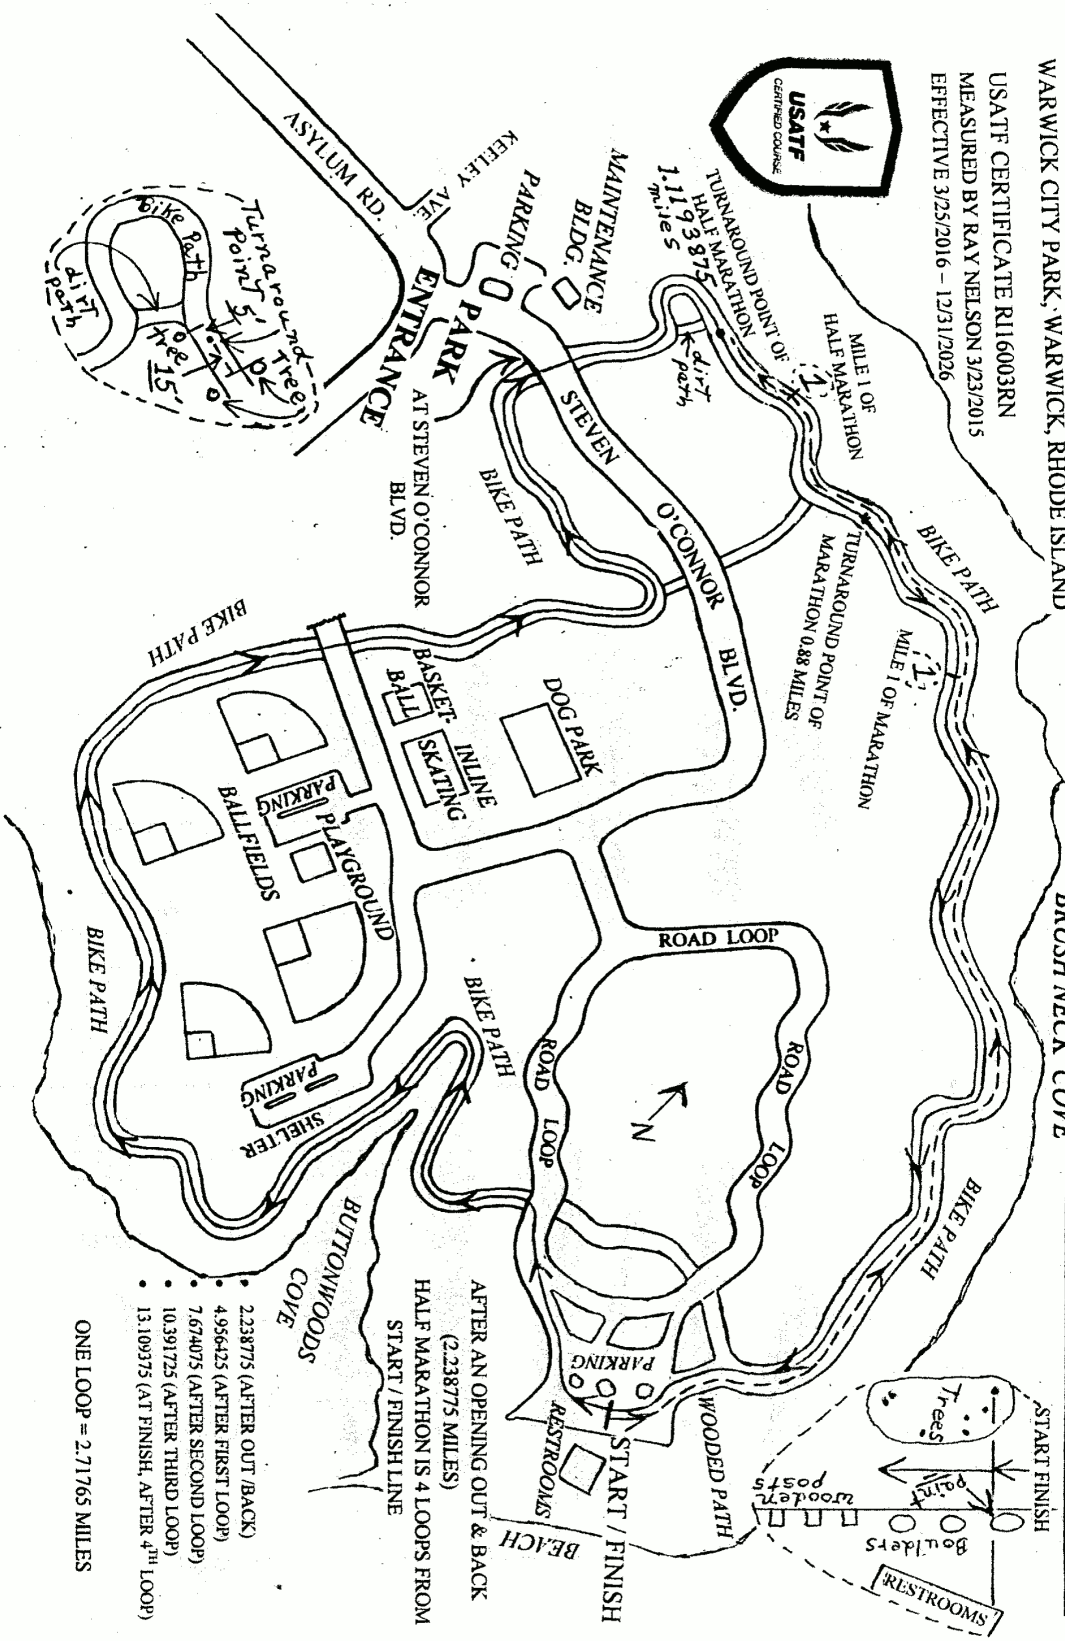 WARWICK CITY PARK, WARWICK, RHODE ISLAND
USATF CERTIFICATE RI16003RN
MEASURED BY RAY NELSON 3/23/2015
EFFECTIVE 3/25/2016 – 12/31/2026
USATF
CERTIFIED COURSE
BRUSH NECK COVE
MILE 1 OF
HALF MARATHON
1
TURNAROUND POINT OF
HALF MARATHON
1.1193875
miles
dirt
path
BIKE PATH
TURNAROUND POINT OF
MARATHON 0.88 MILES
1
MILE 1 OF MARATHON
MAINTENANCE
BLDG.
PARKING
KEELEY AVE.
ASYLUM RD.
PARK
ENTRANCE
AT STEVEN O'CONNOR
BLVD.
STEVEN O'CONNOR BLVD.
BIKE PATH
BIKE PATH
Turnaround
Point
5'
Tree
Bike Path
dirt
path
tree
15'
DOG PARK
BASKET-
BALL
INLINE
SKATING
PARKING
PLAYGROUND
BALLFIELDS
BIKE PATH
PARKING
SHELTER
BIKE PATH
ROAD LOOP
ROAD LOOP
ROAD LOOP
N
BIKE PATH
WOODED PATH
PARKING
RESTROOMS
START / FINISH
BEACH
BUTTONWOODS
COVE
START FINISH
Trees
paint
wooden
posts
Boulders
RESTROOMS
AFTER AN OPENING OUT & BACK
(2.238775 MILES)
HALF MARATHON IS 4 LOOPS FROM
START / FINISH LINE
• 2.238775 (AFTER OUT /BACK)
• 4.956425 (AFTER FIRST LOOP)
• 7.674075 (AFTER SECOND LOOP)
• 10.391725 (AFTER THIRD LOOP)
• 13.109375 (AT FINISH, AFTER 4TH LOOP)
ONE LOOP = 2.71765 MILES